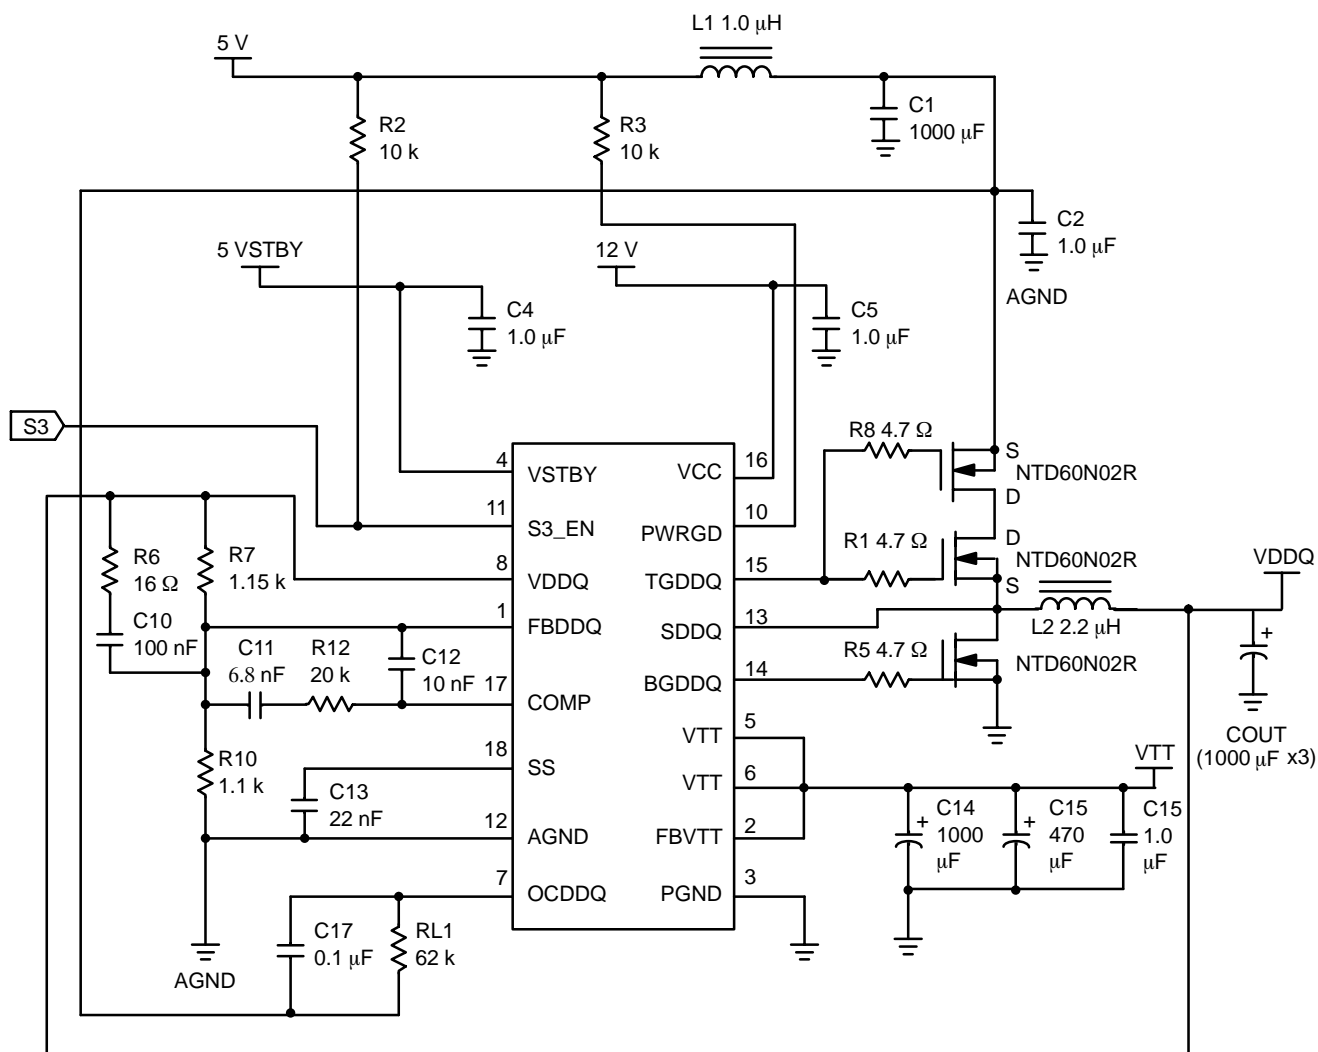 L1 1.0 μH
5 V
C1
1000 μF
R2
10 k
R3
10 k
C2
1.0 μF
AGND
5 VSTBY
12 V
C4
1.0 μF
C5
1.0 μF
S3
R8 4.7 Ω
S
NTD60N02R
D
4
VSTBY
VCC
16
11
S3_EN
PWRGD
10
R1 4.7 Ω
D
NTD60N02R
S
R6
16 Ω
R7
1.15 k
8
VDDQ
TGDDQ
15
VDDQ
C10
100 nF
1
FBDDQ
SDDQ
13
L2 2.2 μH
C11
6.8 nF
R12
20 k
C12
10 nF
R5 4.7 Ω
NTD60N02R
17
COMP
BGDDQ
14
COUT
(1000 μF x3)
R10
1.1 k
18
SS
VTT
5
VTT
C13
22 nF
VTT
6
C14
1000
μF
C15
470
μF
C15
1.0
μF
12
AGND
FBVTT
2
7
OCDDQ
PGND
3
C17
0.1 μF
RL1
62 k
AGND